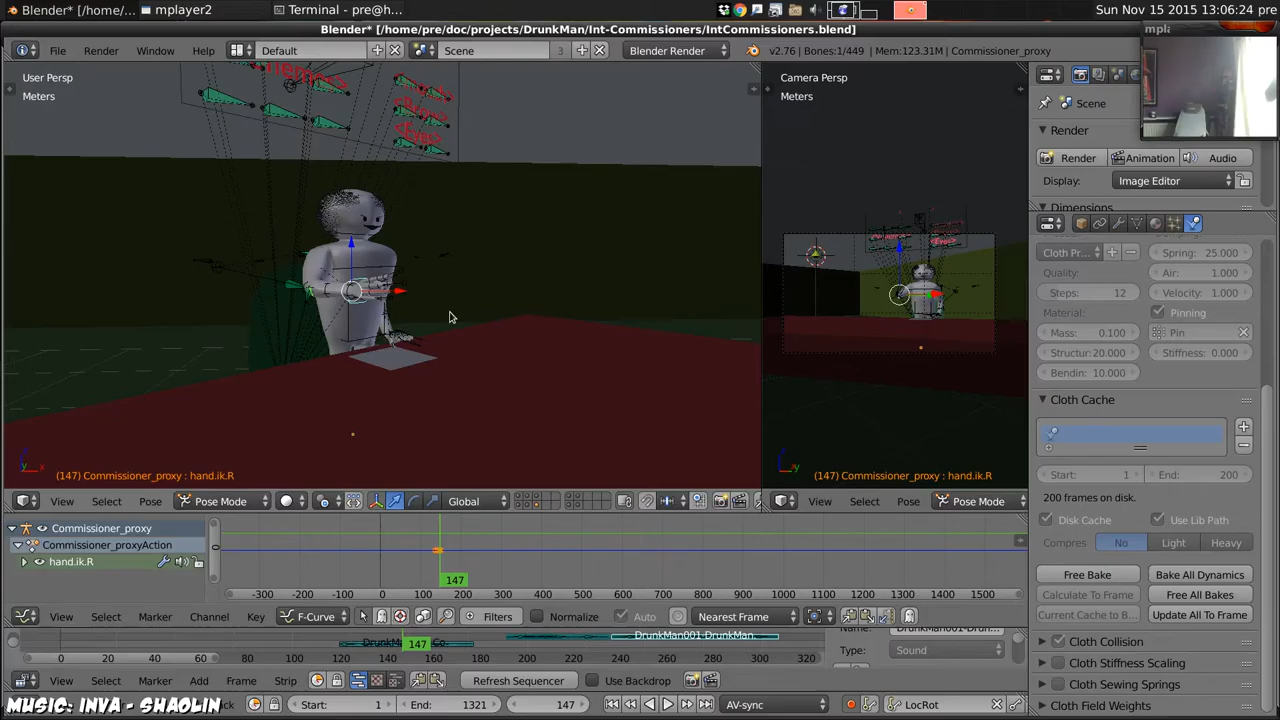 Blender* [/home/... mplayer2 Terminal - pre@h... Sun Nov 15 2015 13:06:24 pre
Blender* [/home/pre/doc/projects/DrunkMan/Int-Commissioners/IntCommissioners.blend]
mpla
File Render Window Help Default Scene 3 Blender Render v2.76 | Bones:1/449 | Mem:123.31M | Commissioner_proxy
User Persp
Meters
Camera Persp
Meters
<Brow>
<Eyes>
Scene
Render
Render Animation Audio
Display: Image Editor
Dimensions
Cloth Pr... Spring: 25.000
Quality: Air: 1.000
Steps: 12 Velocity: 1.000
Material: Pinning
Mass: 0.100 Pin
Structur: 20.000 Stiffness: 0.000
Bendin: 10.000
Cloth Cache
Start: 1 End: 200
200 frames on disk.
Disk Cache Use Lib Path
Compres No Light Heavy
Free Bake Bake All Dynamics
Calculate To Frame Free All Bakes
Current Cache to B... Update All To Frame
Cloth Collision
Cloth Stiffness Scaling
Cloth Sewing Springs
Cloth Field Weights
(147) Commissioner_proxy : hand.ik.R
(147) Commissioner_proxy : hand.ik.R
View Select Pose Pose Mode Global
View Select Pose Pose Mode
Commissioner_proxy
Commissioner_proxyAction
hand.ik.R
147
-300 -200 -100 0 100 200 300 400 500 600 700 800 900 1000 1100 1200 1300 1400 1500
View Select Marker Channel Key F-Curve Filters Normalize Auto Nearest Frame
DrunkM 147 Co DrunkMan001:DrunkMan
0 20 40 60 80 100 120 140 160 180 200 220 240 260 280 300 320
Name: DrunkMan001:Drun...
Type: Sound
View Select Marker Add Frame Strip Refresh Sequencer Use Backdrop
MUSIC: INVA - SHAOLIN
ck Start: 1 End: 1321 147 AV-sync LocRot